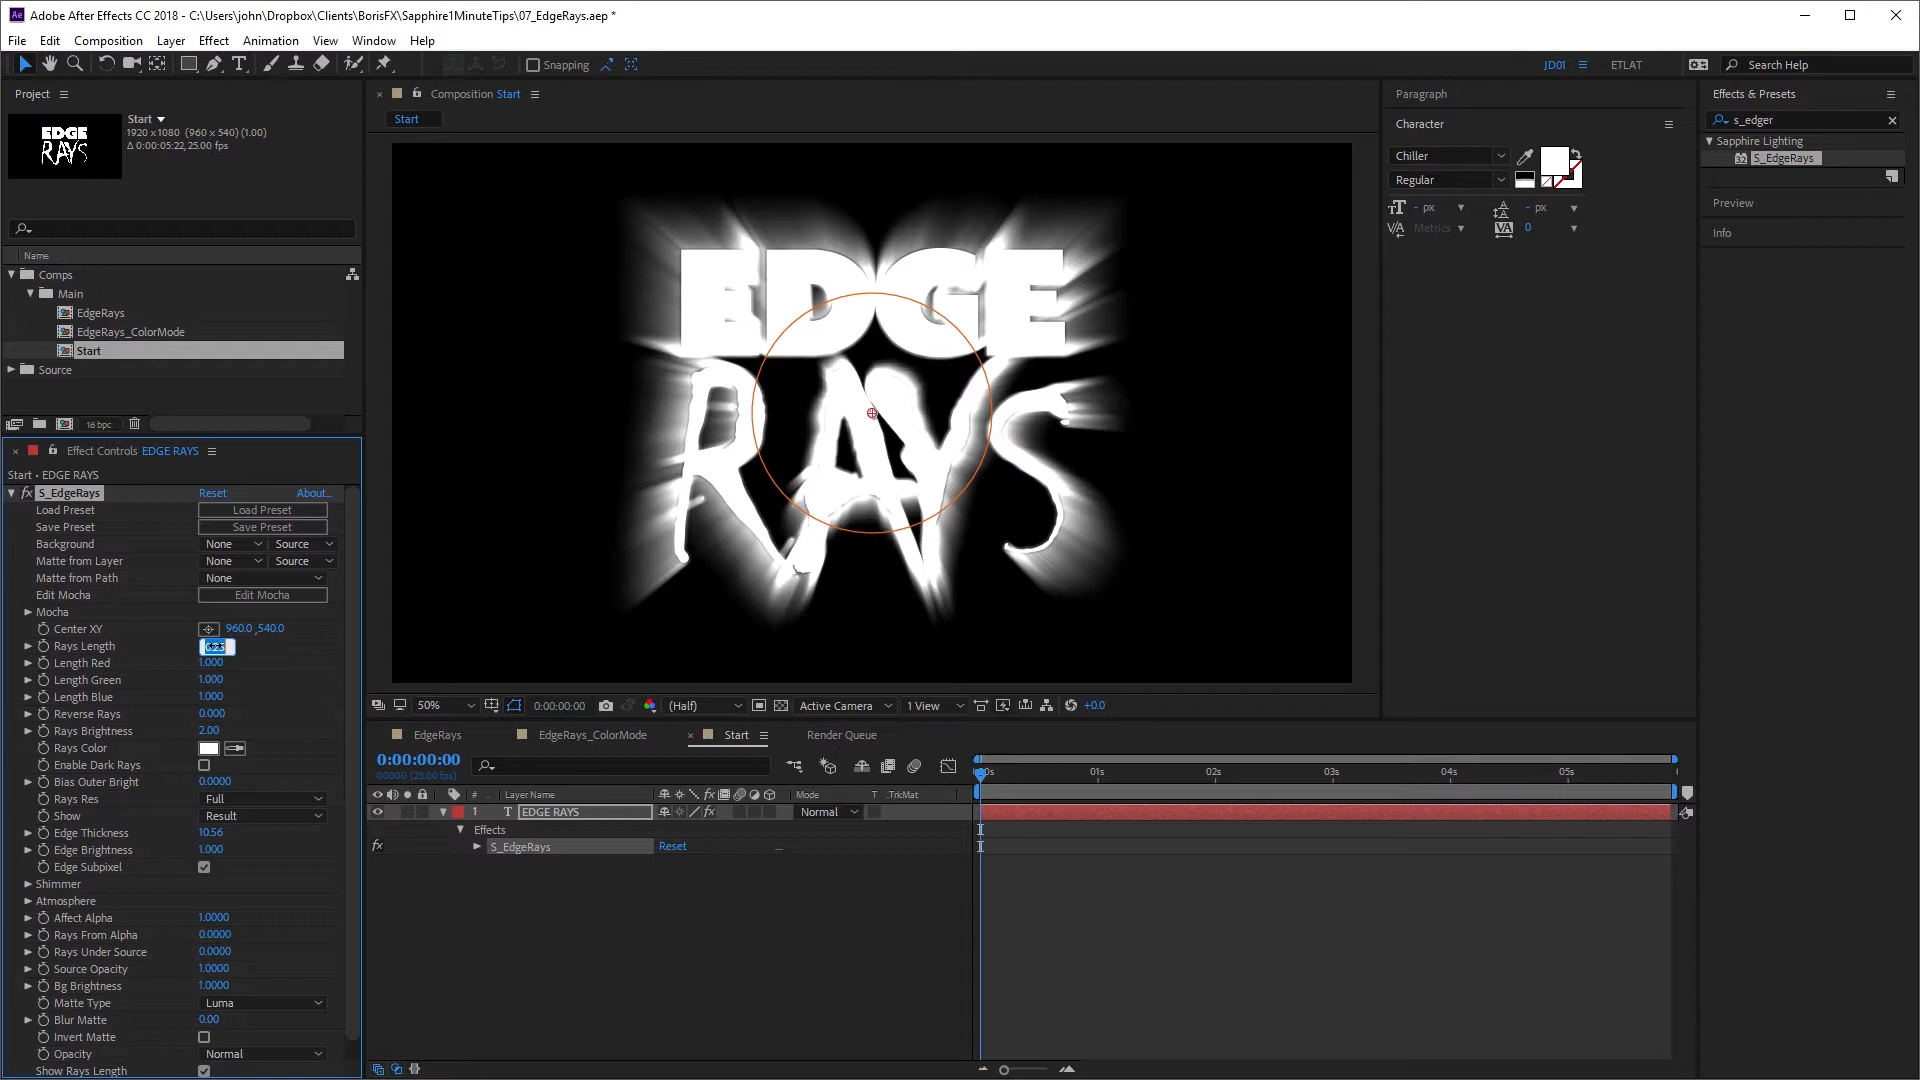 Ae Adobe After Effects CC 2018 - C:\Users\john\Dropbox\Clients\BorisFX\Sapphire1MinuteTips\07_EdgeRays.aep *
File Edit Composition Layer Effect Animation View Window Help
Snapping JD01 ETLAT Search Help
Project
Start
1920 x1080 (960 x 540) (1.00)
Δ 0:00:05:22, 25.00 fps
EDGE
RAYS
Name
Comps
Main
EdgeRays
EdgeRays_ColorMode
Start
Source
16 bpc
Effect Controls EDGE RAYS
Start • EDGE RAYS
fx S_EdgeRays Reset About...
Load Preset Load Preset
Save Preset Save Preset
Background None Source
Matte from Layer None Source
Matte from Path None
Edit Mocha Edit Mocha
Mocha
Center XY 960.0 ,540.0
Rays Length
Length Red 1.000
Length Green 1.000
Length Blue 1.000
Reverse Rays 0.000
Rays Brightness 2.00
Rays Color
Enable Dark Rays
Bias Outer Bright 0.0000
Rays Res Full
Show Result
Edge Thickness 10.56
Edge Brightness 1.000
Edge Subpixel
Shimmer
Atmosphere
Affect Alpha 1.0000
Rays From Alpha 0.0000
Rays Under Source 0.0000
Source Opacity 1.0000
Bg Brightness 1.0000
Matte Type Luma
Blur Matte 0.00
Invert Matte
Opacity Normal
Show Rays Length
Composition Start
Start
EDGE
RAYS
50% 0:00:00:00 (Half) Active Camera 1 View +0.0
EdgeRays EdgeRays_ColorMode Start Render Queue
0:00:00:00
00000 (25.00 fps)
# Layer Name fx Mode T .TrkMat
1 T EDGE RAYS fx Normal
Effects
fx S_EdgeRays Reset
01s 02s 03s 04s 05s
Paragraph
Character
Chiller
Regular
- px - px
Metrics 0
Effects & Presets
s_edger
Sapphire Lighting
32 S_EdgeRays
Preview
Info